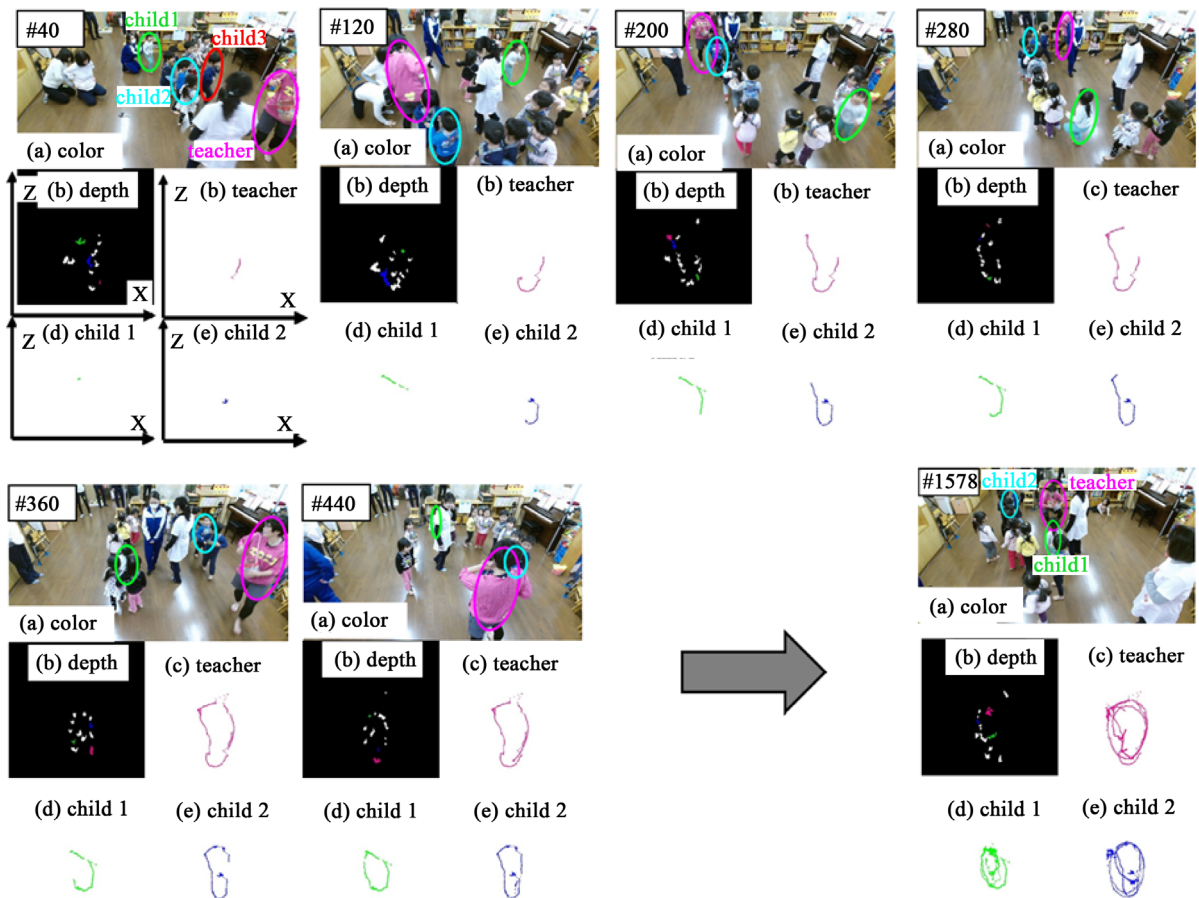 #40
child1
child3
child2
teacher
(a) color
Z
(b) depth
X
Z
(b) teacher
Z
(d) child 1
X
Z
(e) child 2
X
#120
(a) color
(b) depth
(b) teacher
(d) child 1
(e) child 2
#200
(a) color
(b) depth
(b) teacher
(d) child 1
(e) child 2
#280
(a) color
(b) depth
(c) teacher
(d) child 1
(e) child 2
#360
(a) color
(b) depth
(c) teacher
(d) child 1
(e) child 2
#440
(a) color
(b) depth
(c) teacher
(d) child 1
(e) child 2
#1578
child2
teacher
child1
(a) color
(b) depth
(c) teacher
(d) child 1
(e) child 2